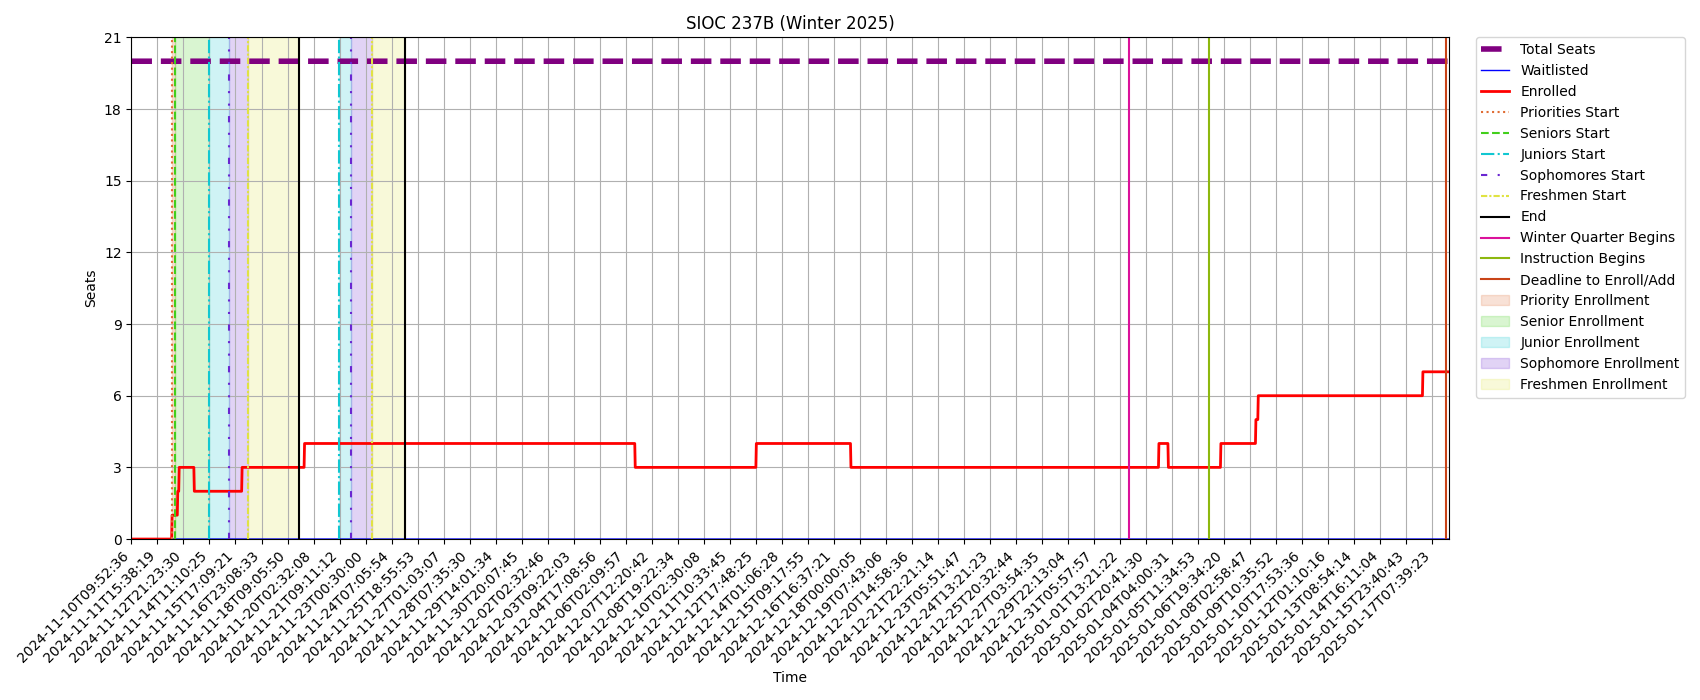 SIOC 237B (Winter 2025)
Seats
21
18
15
12
9
6
3
0
2024-11-10T09:52:36
2024-11-11T15:38:19
2024-11-12T21:23:30
2024-11-14T11:10:25
2024-11-15T17:09:21
2024-11-16T23:08:33
2024-11-18T09:05:50
2024-11-20T02:32:08
2024-11-21T09:11:12
2024-11-23T00:30:00
2024-11-24T07:05:54
2024-11-25T18:55:53
2024-11-27T01:03:07
2024-11-28T07:35:30
2024-11-29T14:01:34
2024-11-30T20:07:45
2024-12-02T02:32:46
2024-12-03T09:22:03
2024-12-04T17:08:56
2024-12-06T02:09:57
2024-12-07T12:20:42
2024-12-08T19:22:34
2024-12-10T02:30:08
2024-12-11T10:33:45
2024-12-12T17:48:25
2024-12-14T01:06:28
2024-12-15T09:17:55
2024-12-16T16:37:21
2024-12-18T00:00:05
2024-12-19T07:43:06
2024-12-20T14:58:36
2024-12-21T22:21:14
2024-12-23T05:51:47
2024-12-24T13:21:23
2024-12-25T20:32:44
2024-12-27T03:54:35
2024-12-29T22:13:04
2024-12-31T05:57:57
2025-01-01T13:21:22
2025-01-02T20:41:30
2025-01-04T04:00:31
2025-01-05T11:34:53
2025-01-06T19:34:20
2025-01-08T02:58:47
2025-01-09T10:35:52
2025-01-10T17:53:36
2025-01-12T01:10:16
2025-01-13T08:54:14
2025-01-14T16:11:04
2025-01-15T23:40:43
2025-01-17T07:39:23
Time
Total Seats
Waitlisted
Enrolled
Priorities Start
Seniors Start
Juniors Start
Sophomores Start
Freshmen Start
End
Winter Quarter Begins
Instruction Begins
Deadline to Enroll/Add
Priority Enrollment
Senior Enrollment
Junior Enrollment
Sophomore Enrollment
Freshmen Enrollment